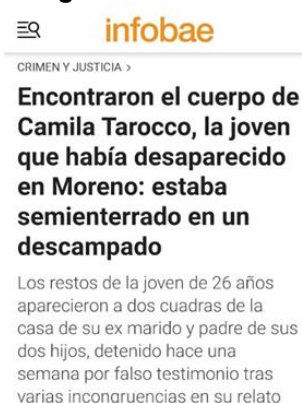 infobae
CRIMEN Y JUSTICIA >
Encontraron el cuerpo de
Camila Tarocco, la joven
que había desaparecido
en Moreno: estaba
semienterrado en un
descampado
Los restos de la joven de 26 años
aparecieron a dos cuadras de la
casa de su ex marido y padre de sus
dos hijos, detenido hace una
semana por falso testimonio tras
varias incongruencias en su relato